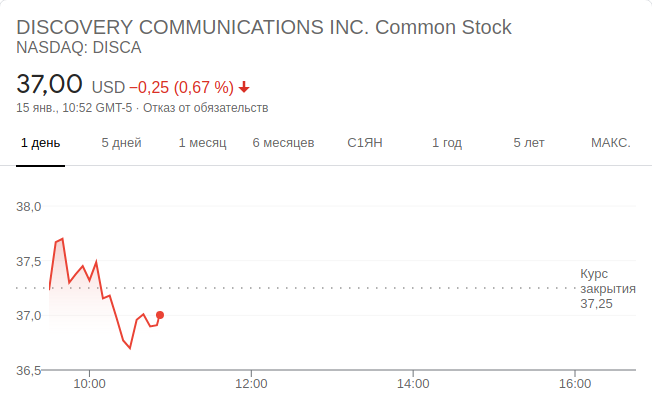 DISCOVERY COMMUNICATIONS INC. Common Stock
NASDAQ: DISCA
37,00 USD −0,25 (0,67 %)
15 янв., 10:52 GMT-5 · Отказ от обязательств
1 день 5 дней 1 месяц 6 месяцев С1ЯН 1 год 5 лет МАКС.
38,0
37,5
Курс
закрытия
37,25
37,0
36,5
10:00 12:00 14:00 16:00